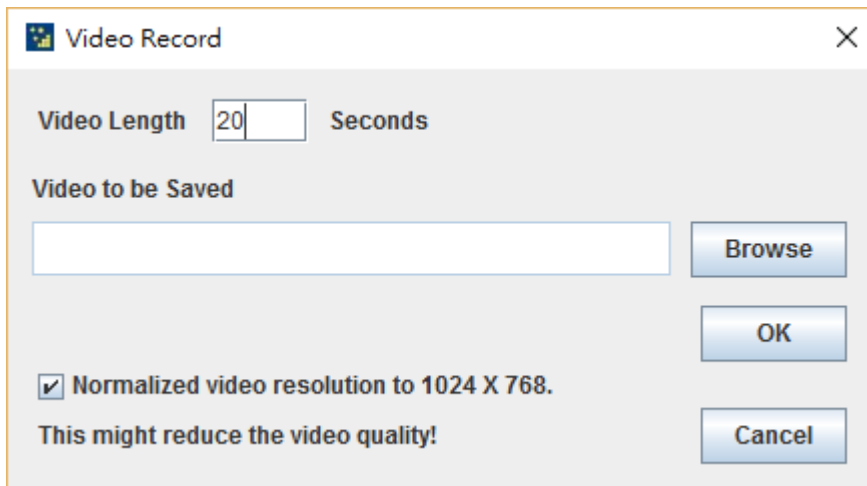 Video Record
Video Length 20 Seconds
Video to be Saved
Browse
OK
Normalized video resolution to 1024 X 768.
This might reduce the video quality!
Cancel